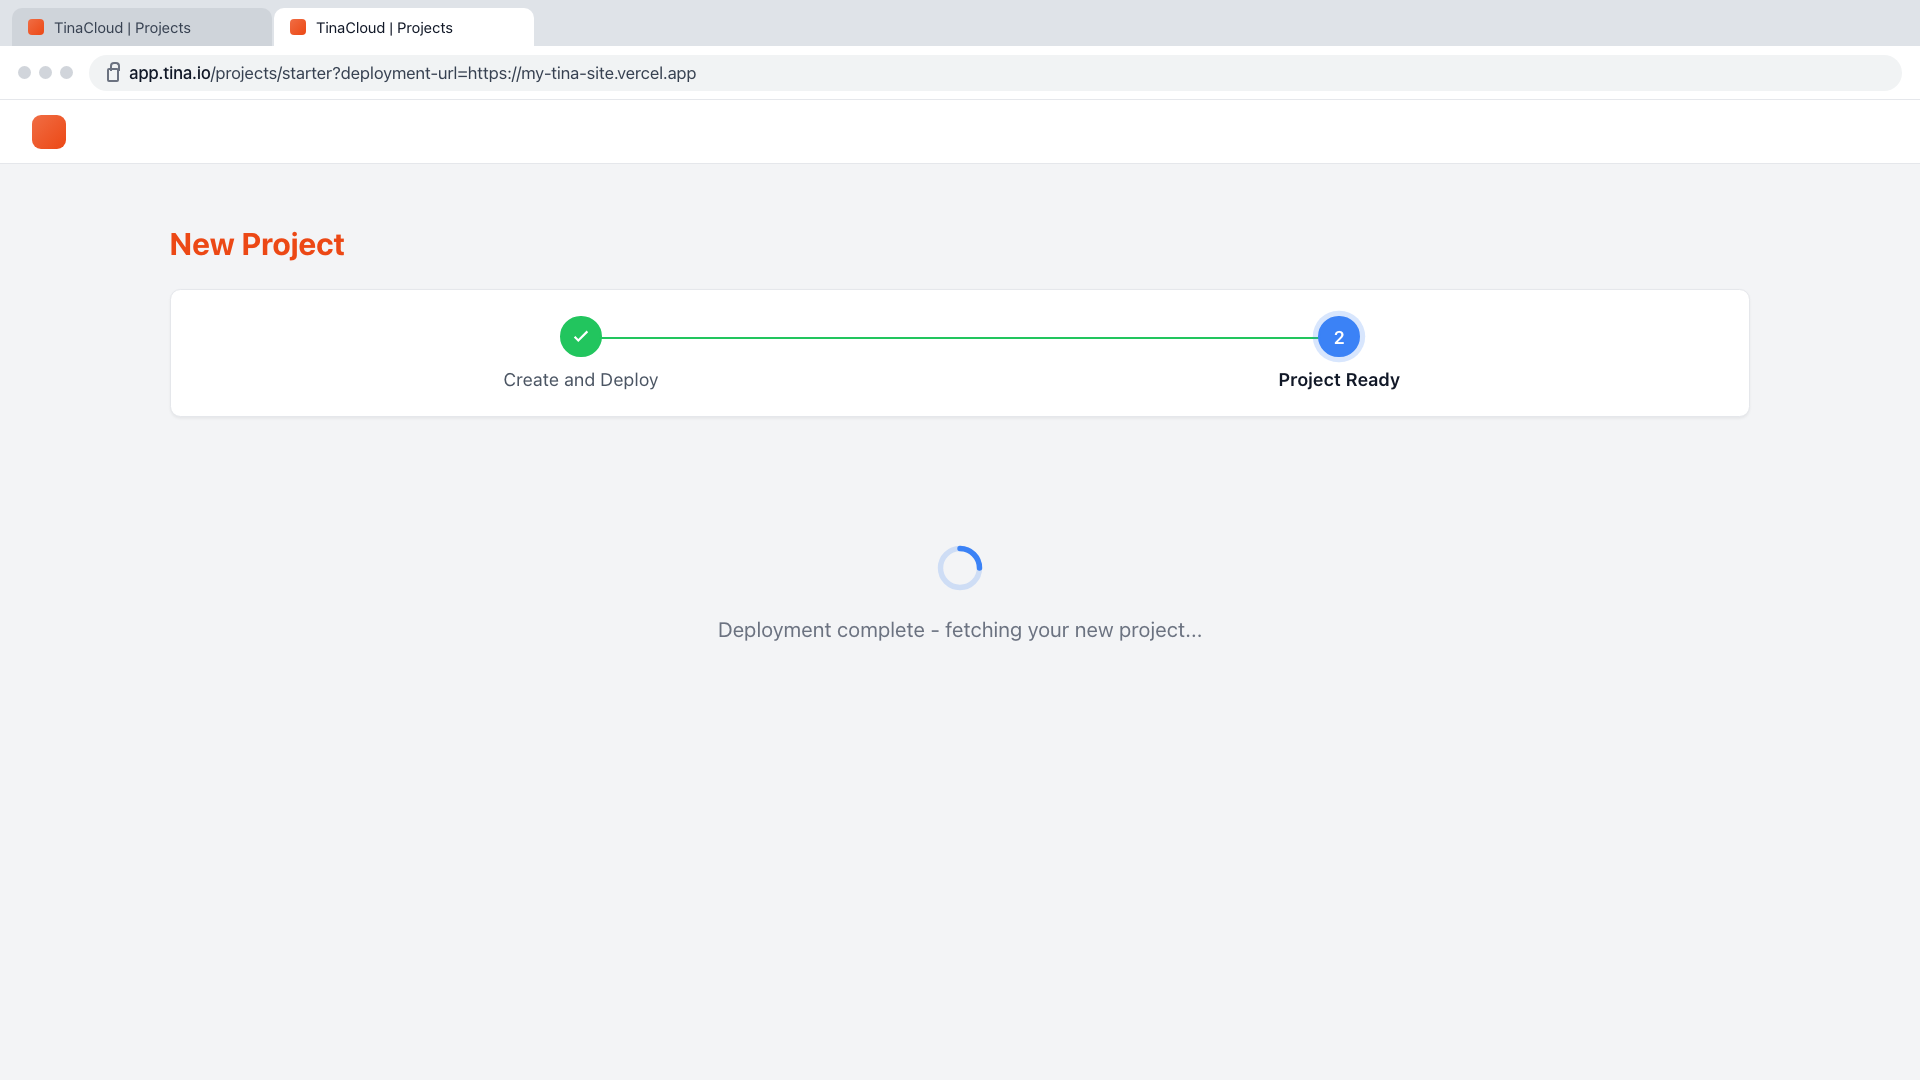 TinaCloud | Projects
TinaCloud | Projects
app.tina.io/projects/starter?deployment-url=https://my-tina-site.vercel.app
New Project
2
Create and Deploy
Project Ready
Deployment complete - fetching your new project...